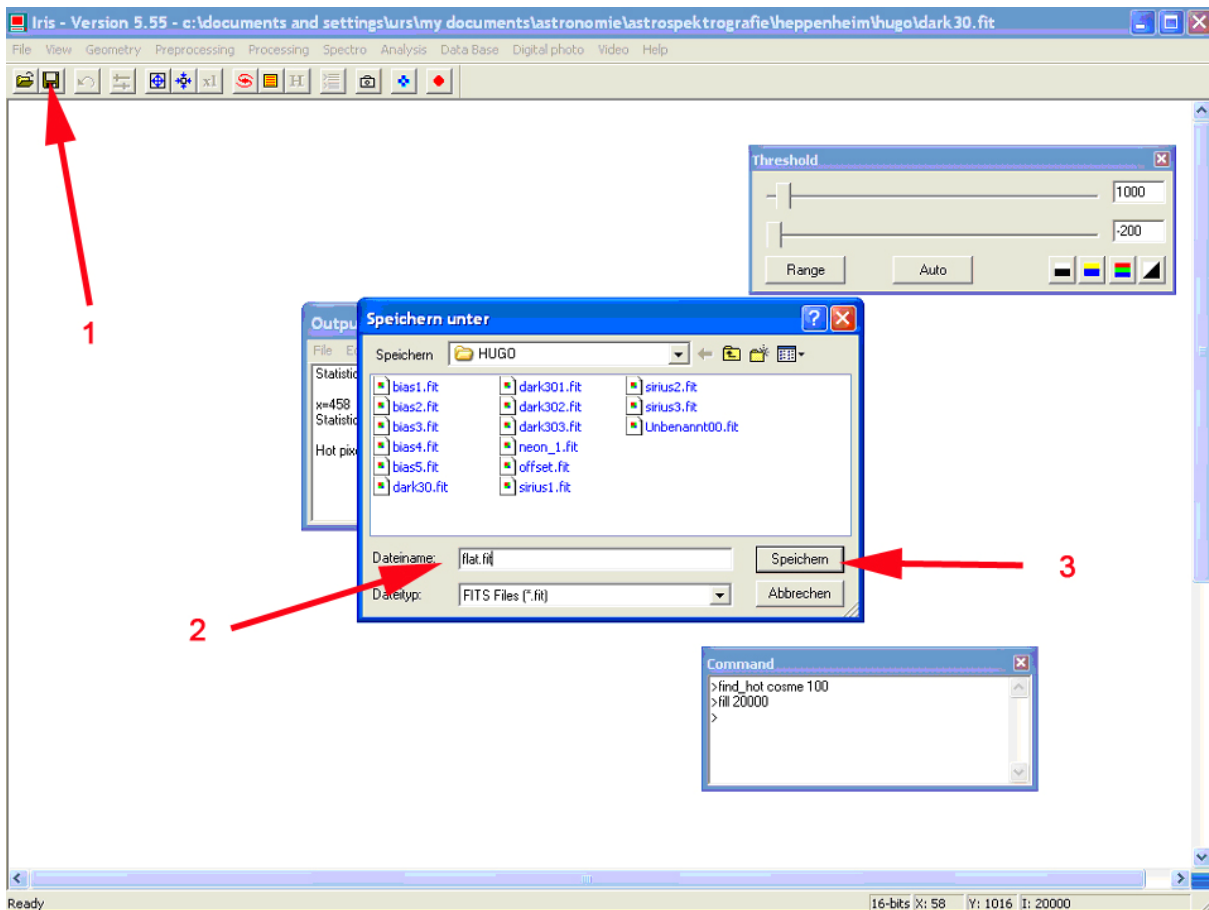 Iris - Version 5.55 - c:\documents and settings\urs\my documents\astronomie\astrospektrografie\heppenheim\hugo\dark30.fit
File View Geometry Preprocessing Processing Spectro Analysis Data Base Digital photo Video Help
x1 H
1
Threshold
1000
-200
Range Auto
Outpu
File Ed
Statistic
x=458
Statistic
Hot pixe
Speichern unter
Speichern HUGO
bias1.fit dark301.fit sirius2.fit
bias2.fit dark302.fit sirius3.fit
bias3.fit dark303.fit Unbenannt00.fit
bias4.fit neon_1.fit
bias5.fit offset.fit
dark30.fit sirius1.fit
Dateiname: flat.fit Speichern
Dateityp: FITS Files (*.fit) Abbrechen
2
3
Command
>find_hot cosme 100
>fill 20000
>
Ready 16-bits X: 58 Y: 1016 I: 20000